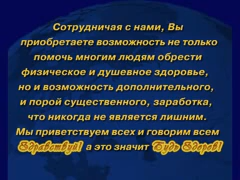 Сотрудничая с нами, Вы
приобретаете возможность не только
помочь многим людям обрести
физическое и душевное здоровье,
но и возможность дополнительного,
и порой существенного, заработка,
что никогда не является лишним.
Мы приветствуем всех и говорим всем
Здравствуй! а это значит Будь Здоров!